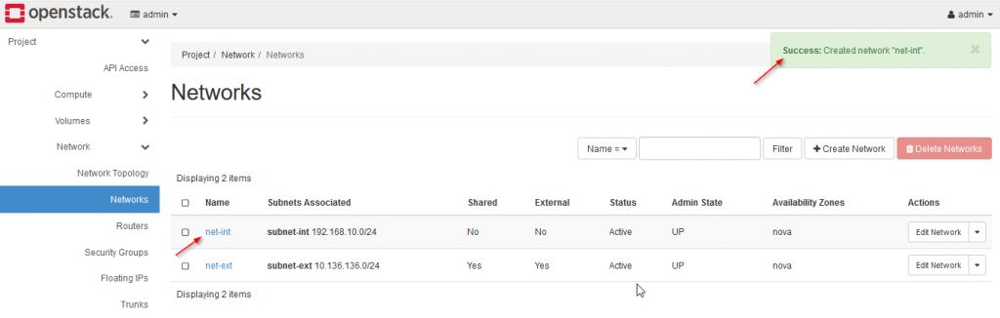 openstack. admin admin
Project
API Access
Compute
Volumes
Network
Network Topology
Networks
Routers
Security Groups
Floating IPs
Trunks
Project / Network / Networks
Success: Created network "net-int". ×
Networks
Name = Filter + Create Network Delete Networks
Displaying 2 items
Name Subnets Associated Shared External Status Admin State Availability Zones Actions
net-int subnet-int 192.168.10.0/24 No No Active UP nova Edit Network
net-ext subnet-ext 10.136.136.0/24 Yes Yes Active UP nova Edit Network
Displaying 2 items